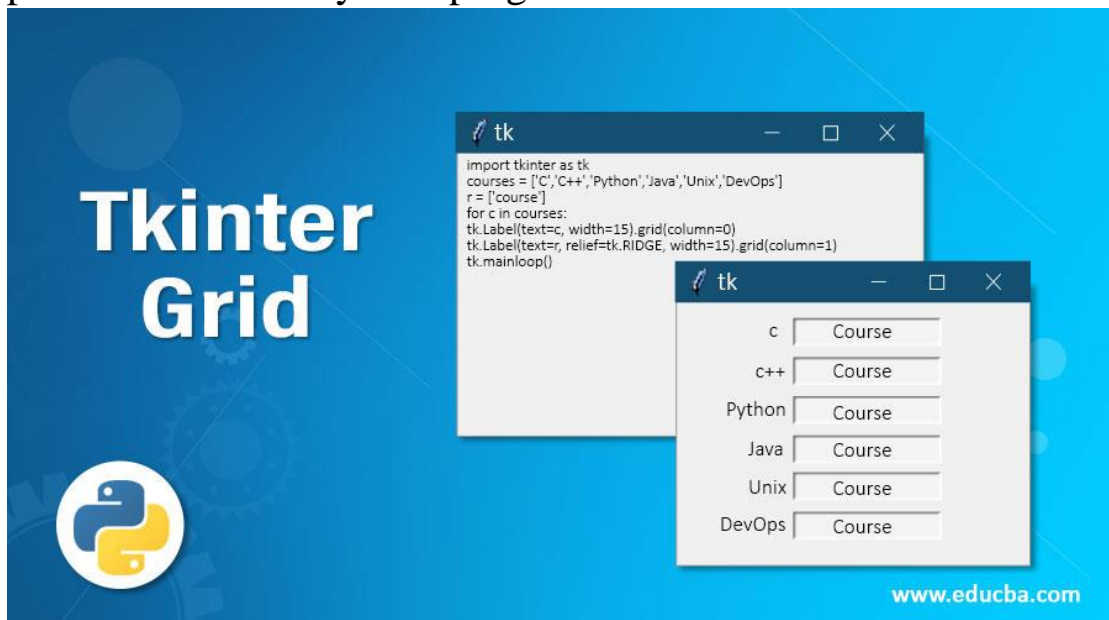 Tkinter
Grid
tk
import tkinter as tk
courses = ['C','C++','Python','Java','Unix','DevOps']
r = ['course']
for c in courses:
tk.Label(text=c, width=15).grid(column=0)
tk.Label(text=r, relief=tk.RIDGE, width=15).grid(column=1)
tk.mainloop()
tk
c Course
c++ Course
Python Course
Java Course
Unix Course
DevOps Course
www.educba.com